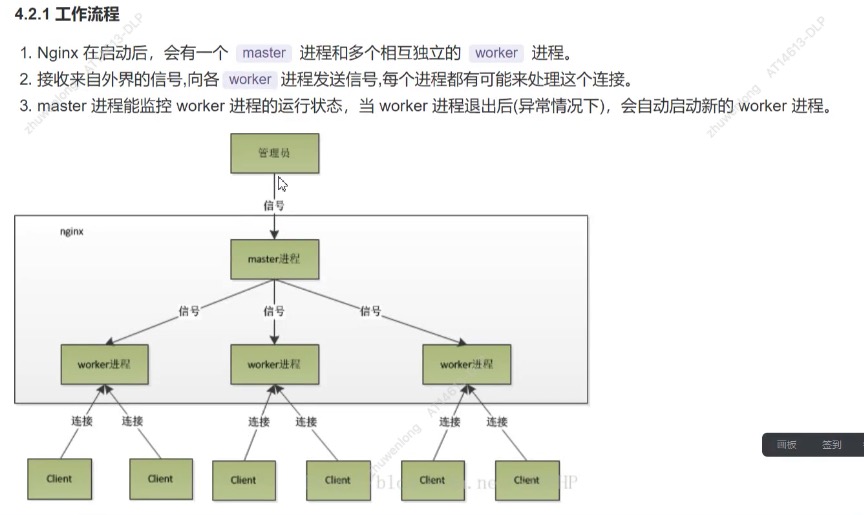 4.2.1 工作流程
1. Nginx 在启动后，会有一个 master 进程和多个相互独立的 worker 进程。
2. 接收来自外界的信号,向各 worker 进程发送信号,每个进程都有可能来处理这个连接。
3. master 进程能监控 worker 进程的运行状态，当 worker 进程退出后(异常情况下)，会自动启动新的 worker 进程。
zhuwenlong AT14613-DLP
zhuwenlong AT14613-DLP
管理员
信号
nginx
master进程
信号 信号 信号
worker进程 worker进程 worker进程
连接 连接 连接 连接 连接 连接
zhuwenlong
画板 签到
Client Client Client Client Client Client